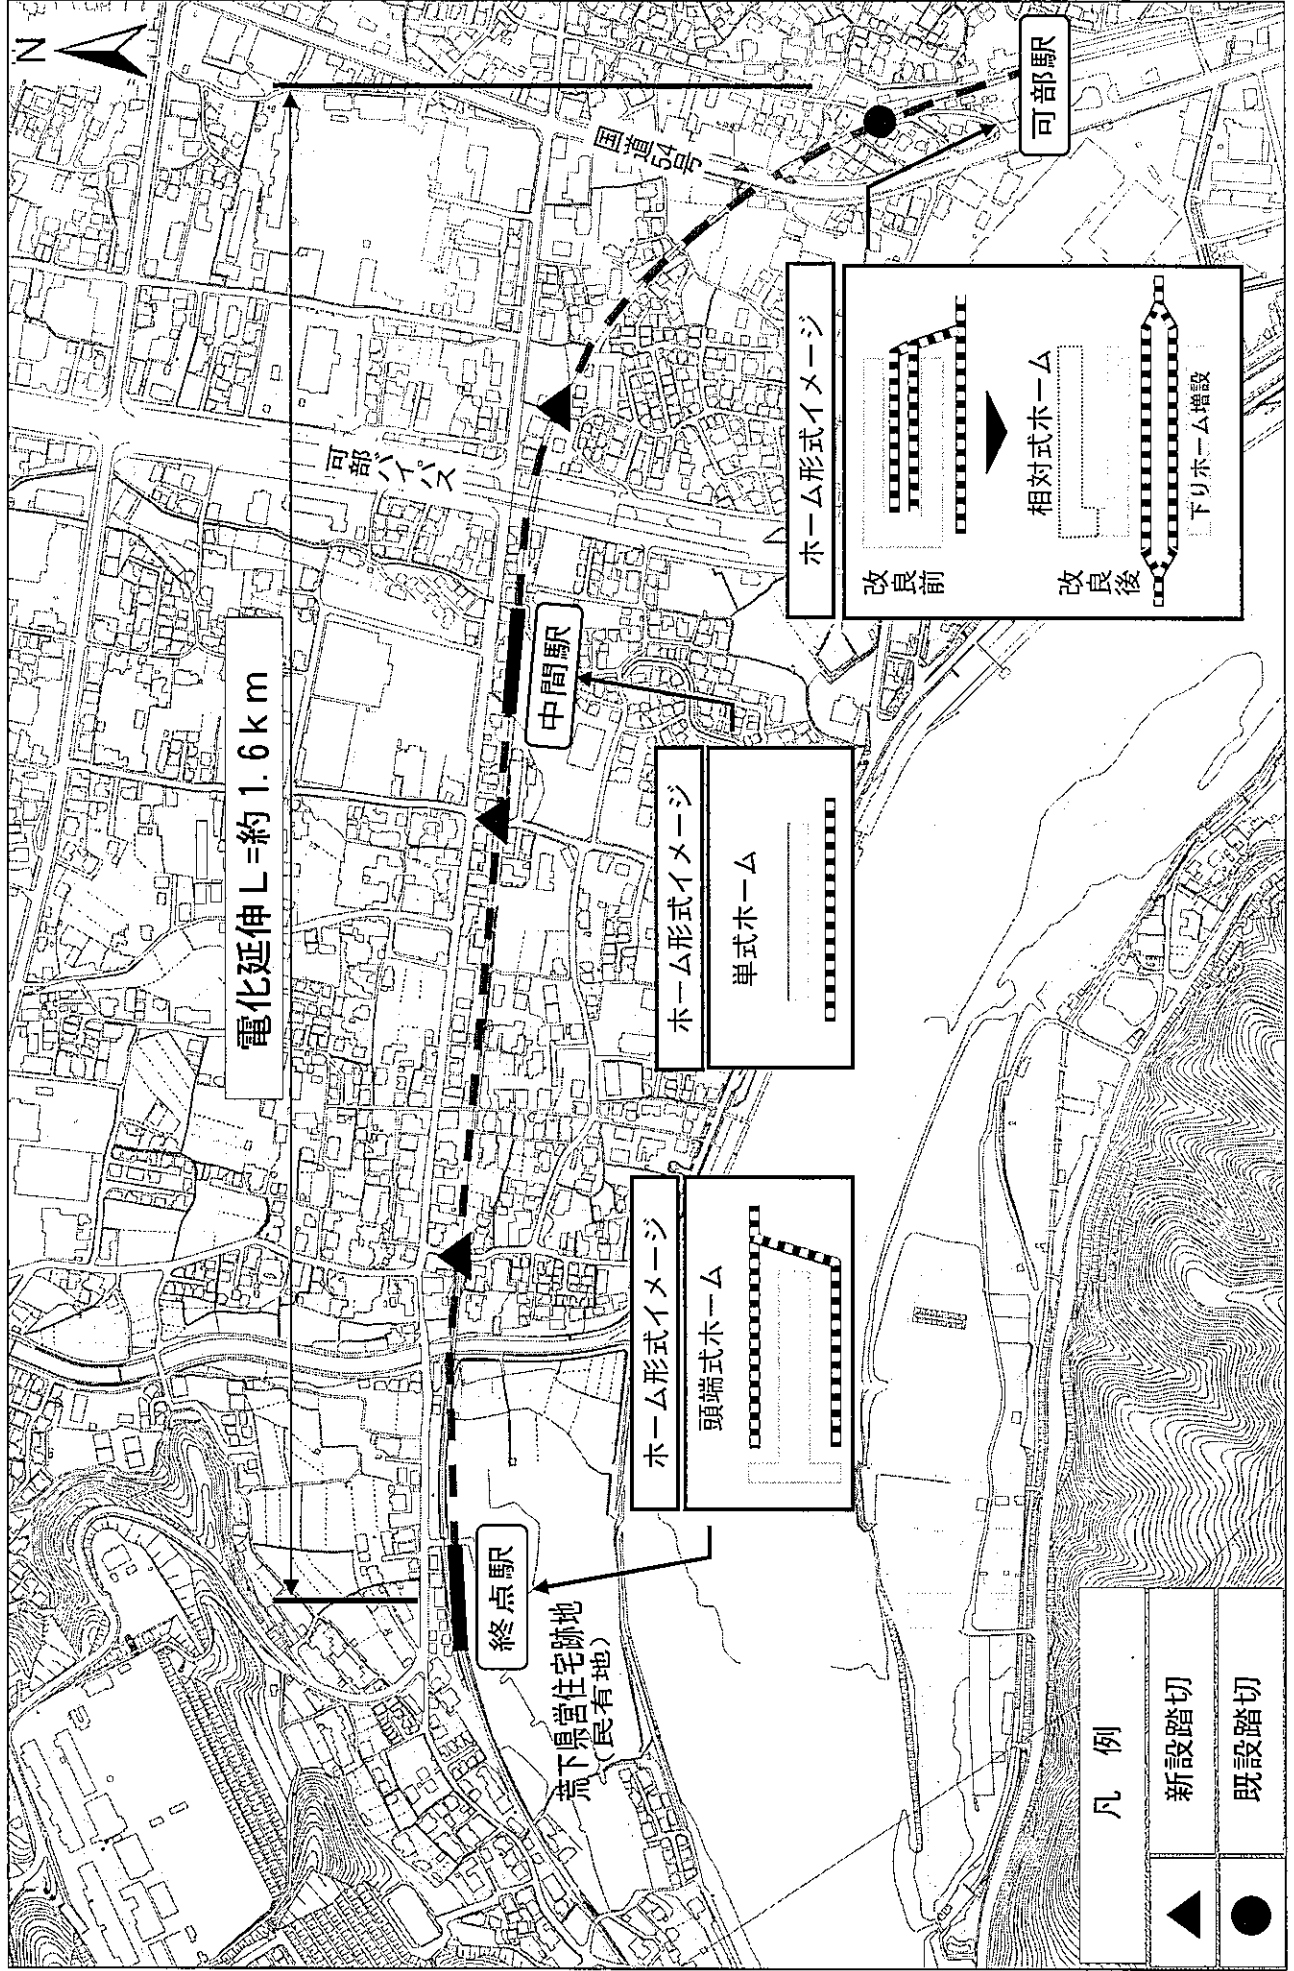 N
電化延伸L=約1.6km
国道54号
可部バイパス
可部駅
中間駅
終点駅
荒下県営住宅跡地
(民有地)
ホーム形式イメージ
頭端式ホーム
ホーム形式イメージ
単式ホーム
ホーム形式イメージ
改良前
改良後
相対式ホーム
下りホーム増設
凡 例
新設踏切
既設踏切